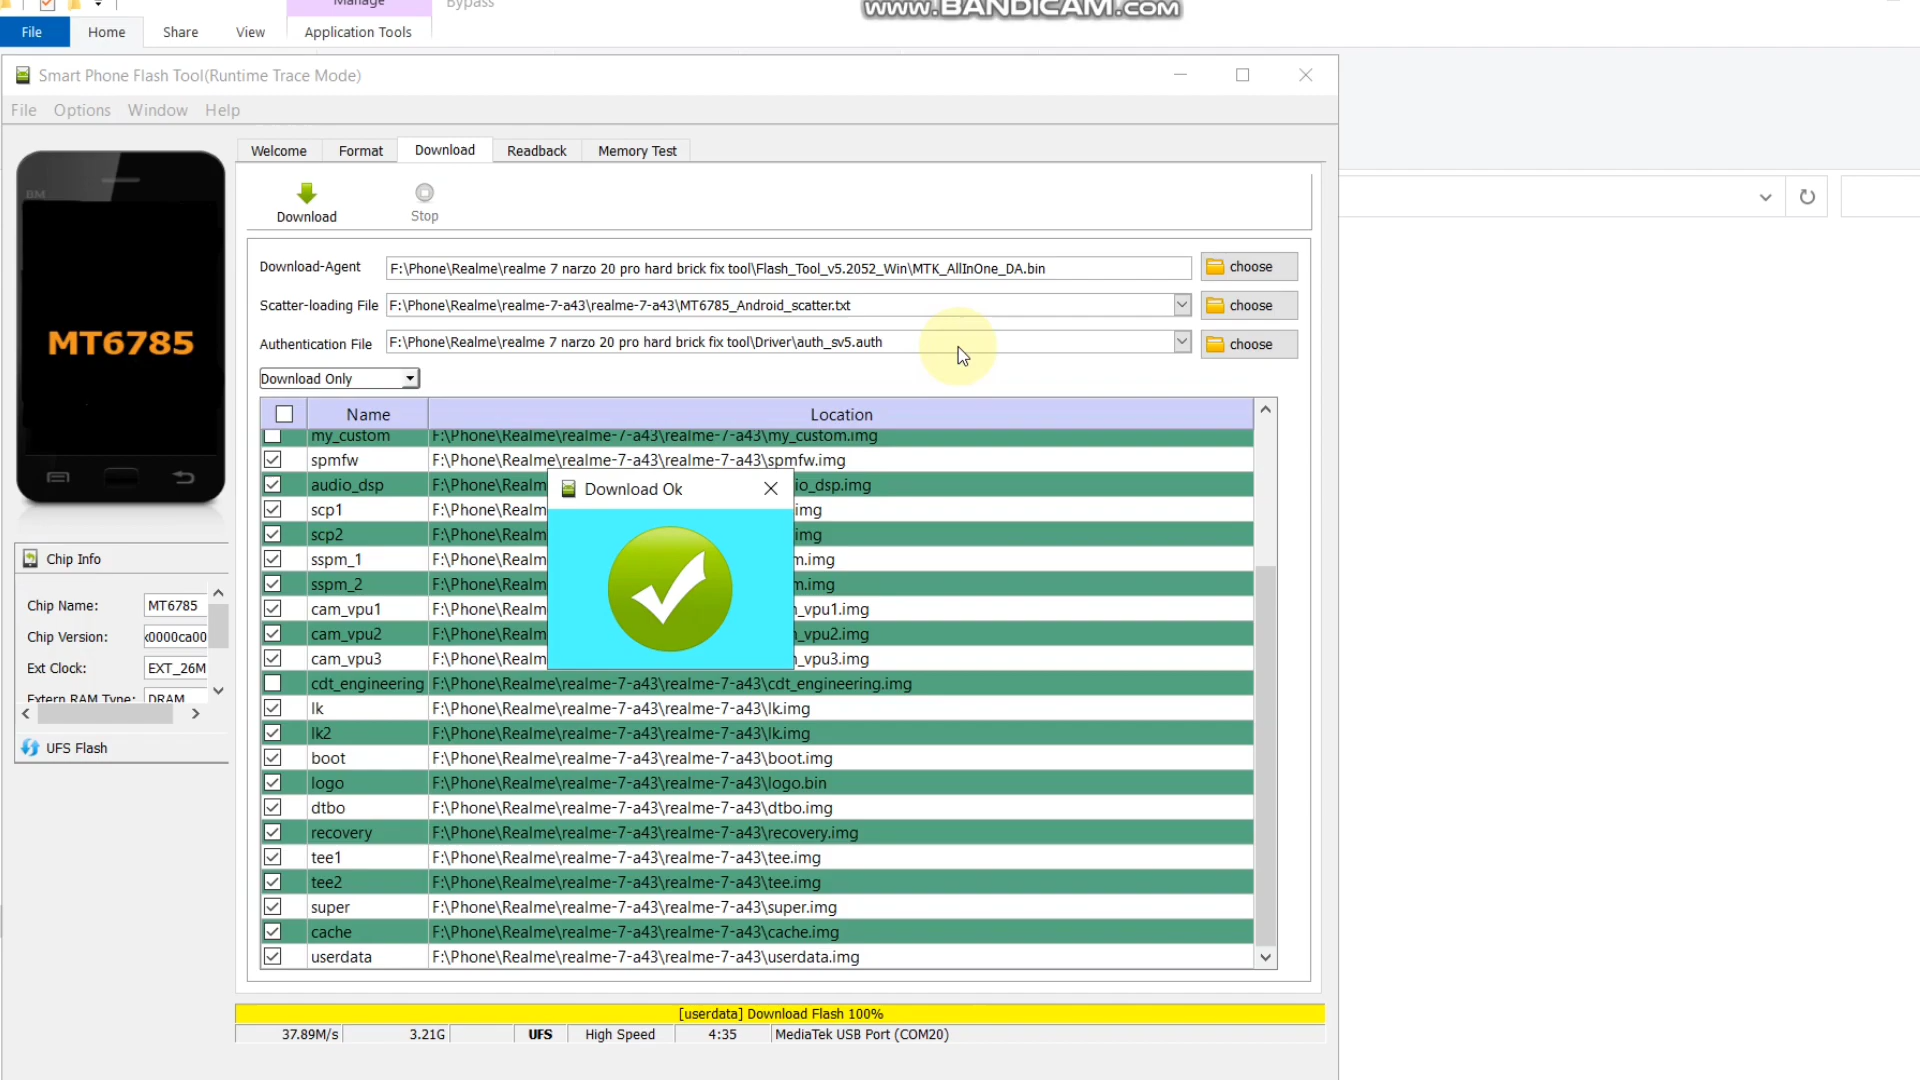 Manage
Bypass
www.BANDICAM.com
File Home Share View Application Tools
Smart Phone Flash Tool(Runtime Trace Mode)
File Options Window Help
Welcome Format Download Readback Memory Test
BM
Download Stop
Download-Agent F:\Phone\Realme\realme 7 narzo 20 pro hard brick fix tool\Flash_Tool_v5.2052_Win\MTK_AllInOne_DA.bin choose
Scatter-loading File F:\Phone\Realme\realme-7-a43\realme-7-a43\MT6785_Android_scatter.txt choose
MT6785
Authentication File F:\Phone\Realme\realme 7 narzo 20 pro hard brick fix tool\Driver\auth_sv5.auth choose
Download Only
Name Location
my_custom F:\Phone\Realme\realme-7-a43\realme-7-a43\my_custom.img
spmfw F:\Phone\Realme\realme-7-a43\realme-7-a43\spmfw.img
audio_dsp F:\Phone\Realm io_dsp.img
Download Ok
scp1 F:\Phone\Realm img
scp2 F:\Phone\Realm img
sspm_1 F:\Phone\Realm m.img
sspm_2 F:\Phone\Realm m.img
cam_vpu1 F:\Phone\Realm _vpu1.img
cam_vpu2 F:\Phone\Realm _vpu2.img
cam_vpu3 F:\Phone\Realm _vpu3.img
cdt_engineering F:\Phone\Realme\realme-7-a43\realme-7-a43\cdt_engineering.img
lk F:\Phone\Realme\realme-7-a43\realme-7-a43\lk.img
lk2 F:\Phone\Realme\realme-7-a43\realme-7-a43\lk.img
boot F:\Phone\Realme\realme-7-a43\realme-7-a43\boot.img
logo F:\Phone\Realme\realme-7-a43\realme-7-a43\logo.bin
dtbo F:\Phone\Realme\realme-7-a43\realme-7-a43\dtbo.img
recovery F:\Phone\Realme\realme-7-a43\realme-7-a43\recovery.img
tee1 F:\Phone\Realme\realme-7-a43\realme-7-a43\tee.img
tee2 F:\Phone\Realme\realme-7-a43\realme-7-a43\tee.img
super F:\Phone\Realme\realme-7-a43\realme-7-a43\super.img
cache F:\Phone\Realme\realme-7-a43\realme-7-a43\cache.img
userdata F:\Phone\Realme\realme-7-a43\realme-7-a43\userdata.img
Chip Info
Chip Name: MT6785
Chip Version: x0000ca00
Ext Clock: EXT_26M
Extern RAM Type: DRAM
UFS Flash
[userdata] Download Flash 100%
37.89M/s 3.21G UFS High Speed 4:35 MediaTek USB Port (COM20)